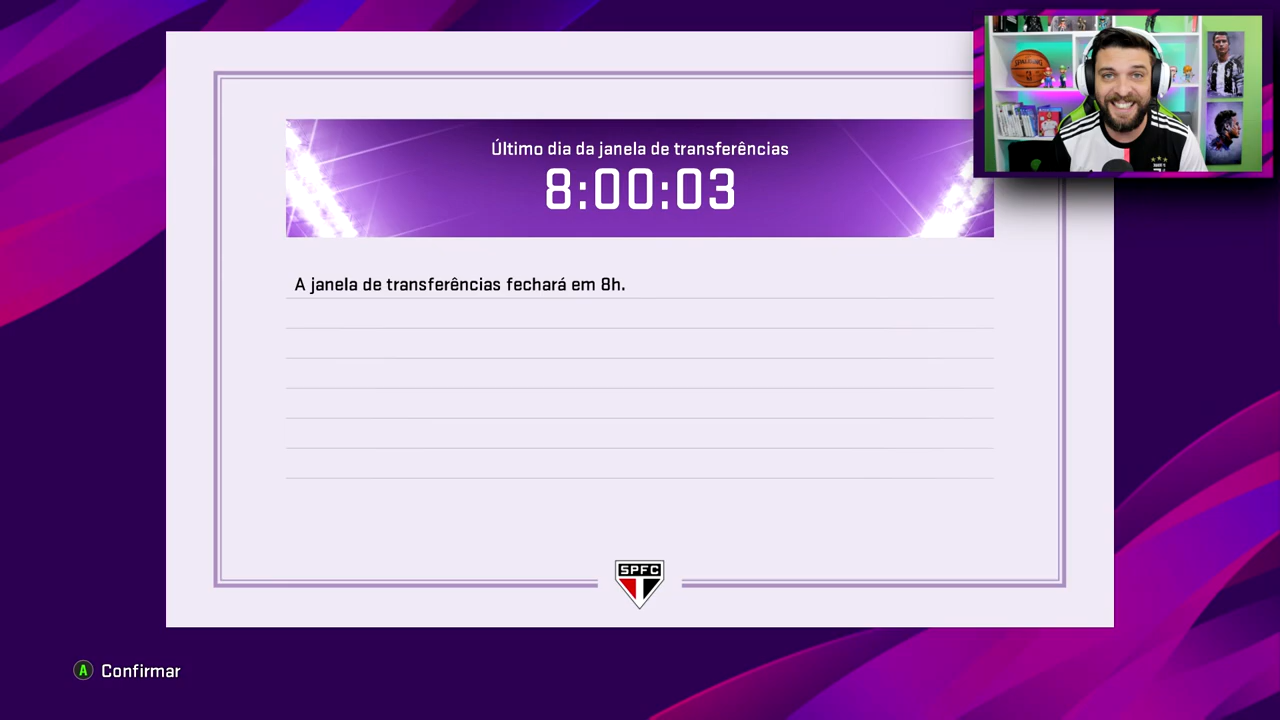 Último dia da janela de transferências
8:00:03
A janela de transferências fechará em 8h.
SPFC
A Confirmar